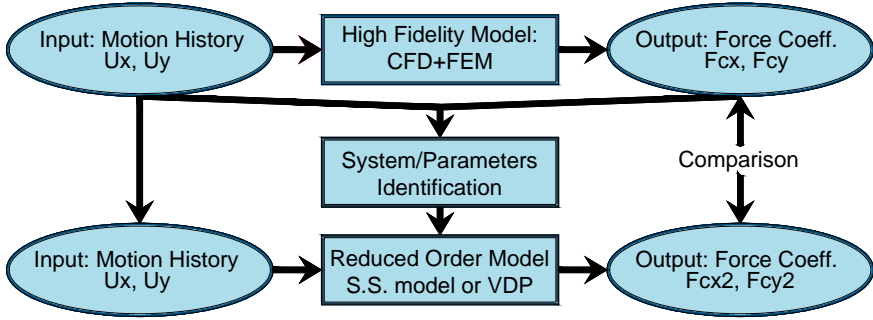 Input: Motion History
Ux, Uy
High Fidelity Model:
CFD+FEM
Output: Force Coeff.
Fcx, Fcy
System/Parameters
Identification
Comparison
Input: Motion History
Ux, Uy
Reduced Order Model
S.S. model or VDP
Output: Force Coeff.
Fcx2, Fcy2